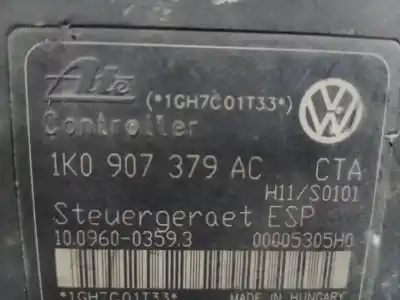 Ate (*1GH7C01T33*)
Controller
1K0 907 379 AC CTA
H11/S0101
Steuergeraet ESP
10.0960-0359.3 00005305H0
*1GH7C01T33* MADE IN HUNGARY